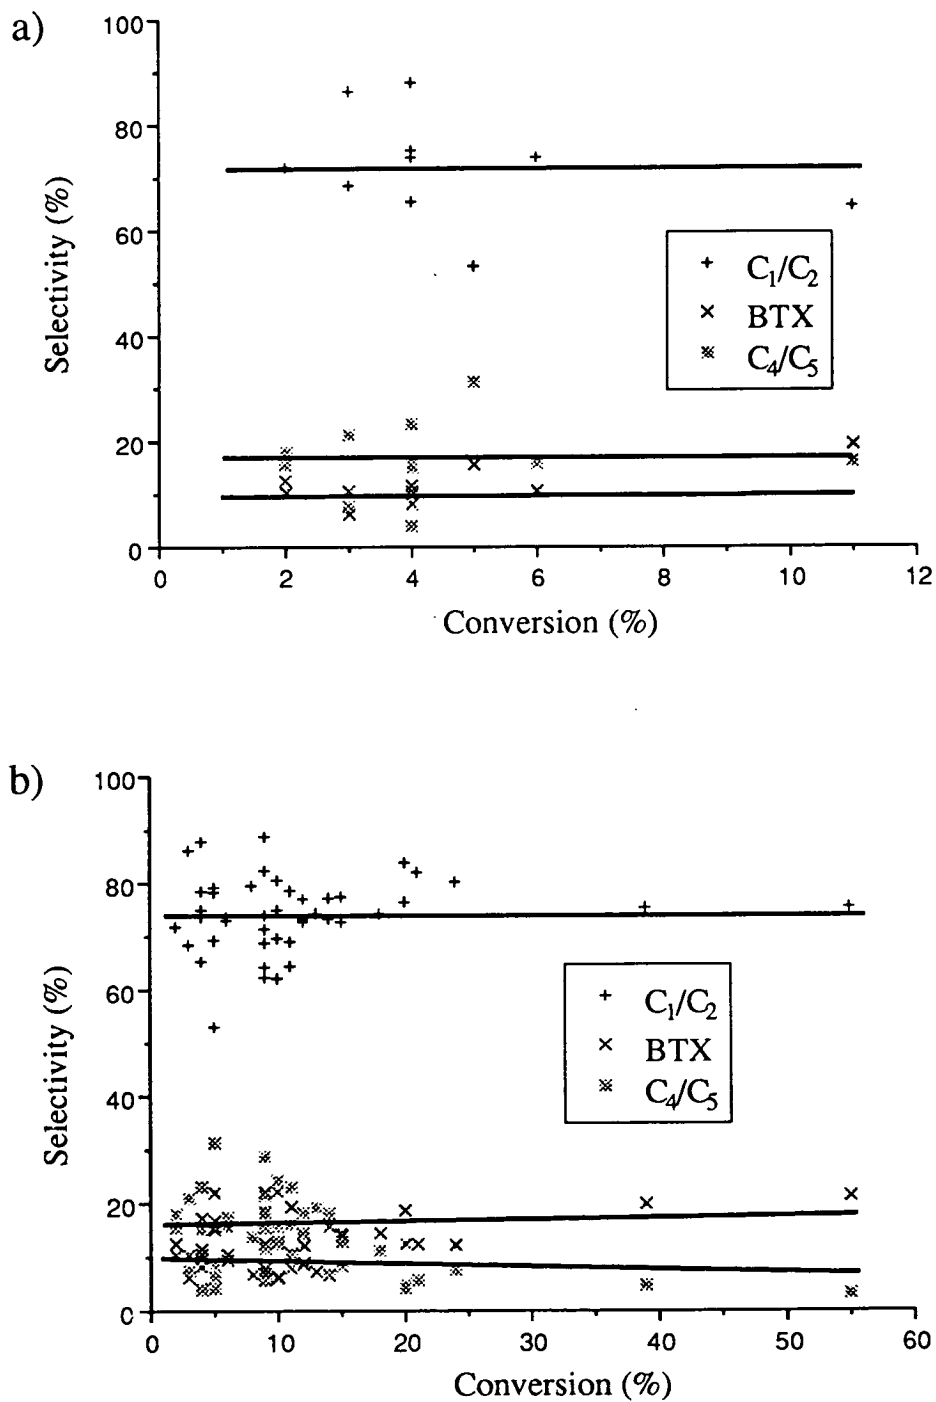 a)
100
80
60
40
20
0
Selectivity (%)
C₁/C₂
BTX
C₄/C₅
0 2 4 6 8 10 12
Conversion (%)
b)
100
80
60
40
20
0
Selectivity (%)
C₁/C₂
BTX
C₄/C₅
0 10 20 30 40 50 60
Conversion (%)